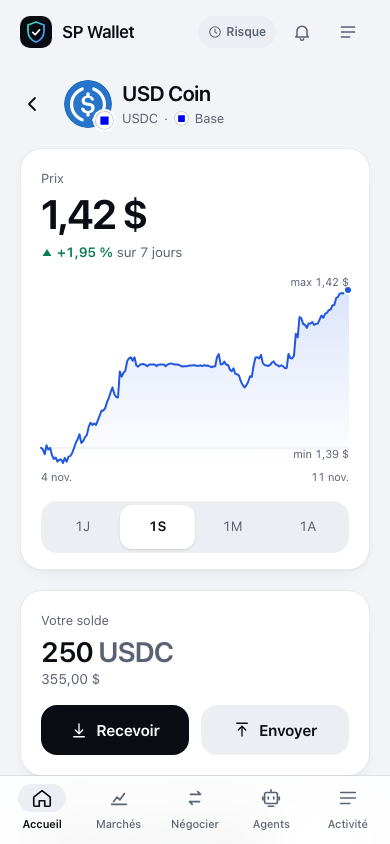 SP Wallet
Risque
USD Coin
USDC · Base
Prix
1,42 $
+1,95 % sur 7 jours
max 1,42 $
min 1,39 $
4 nov. 11 nov.
1J 1S 1M 1A
Votre solde
250 USDC
355,00 $
Recevoir Envoyer
Accueil Marchés Négocier Agents Activité